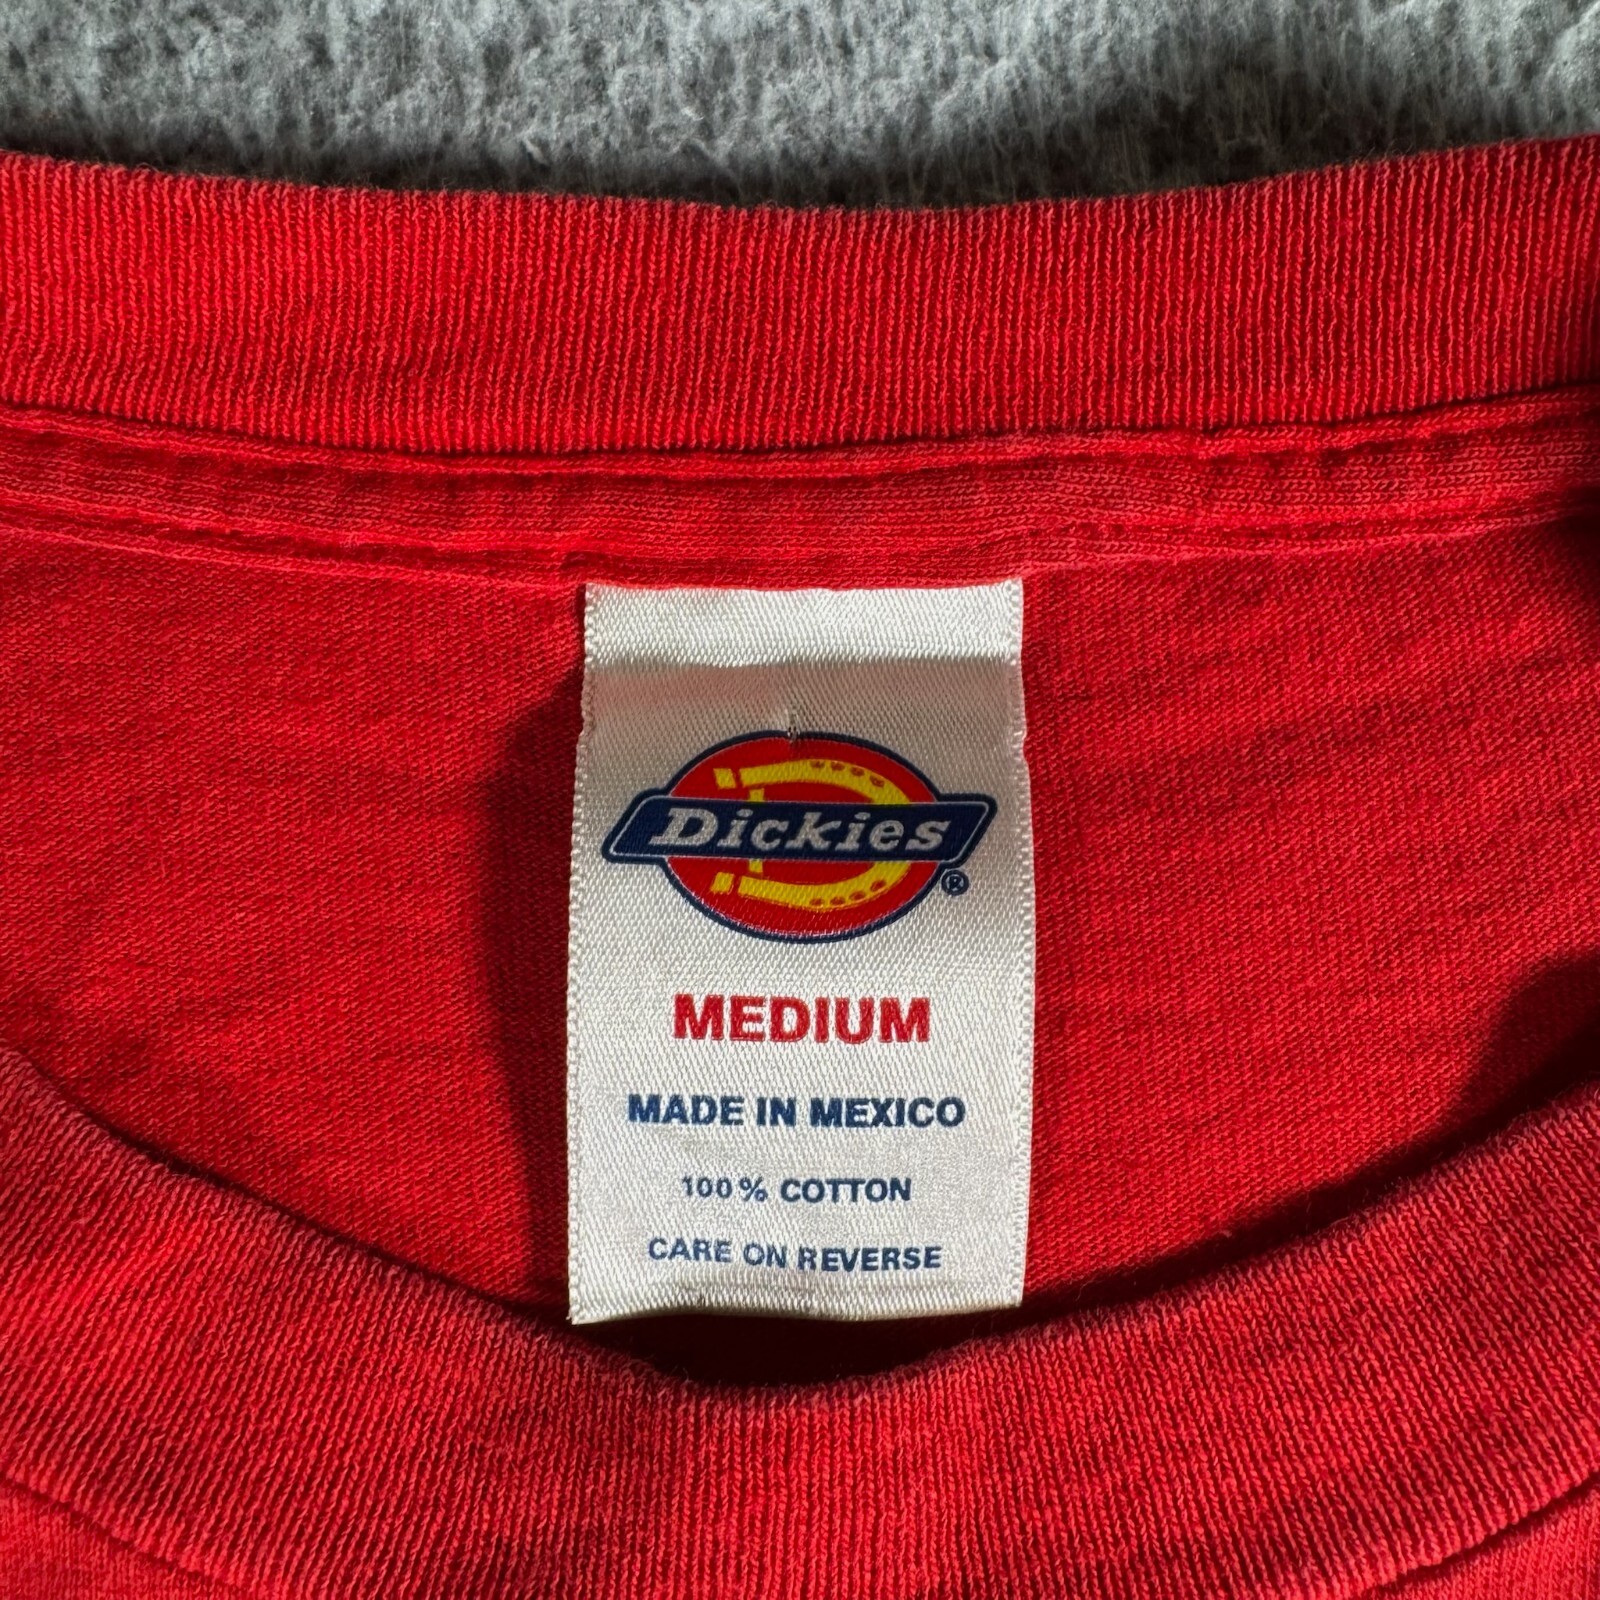 Dickies
®
MEDIUM
MADE IN MEXICO
100% COTTON
CARE ON REVERSE